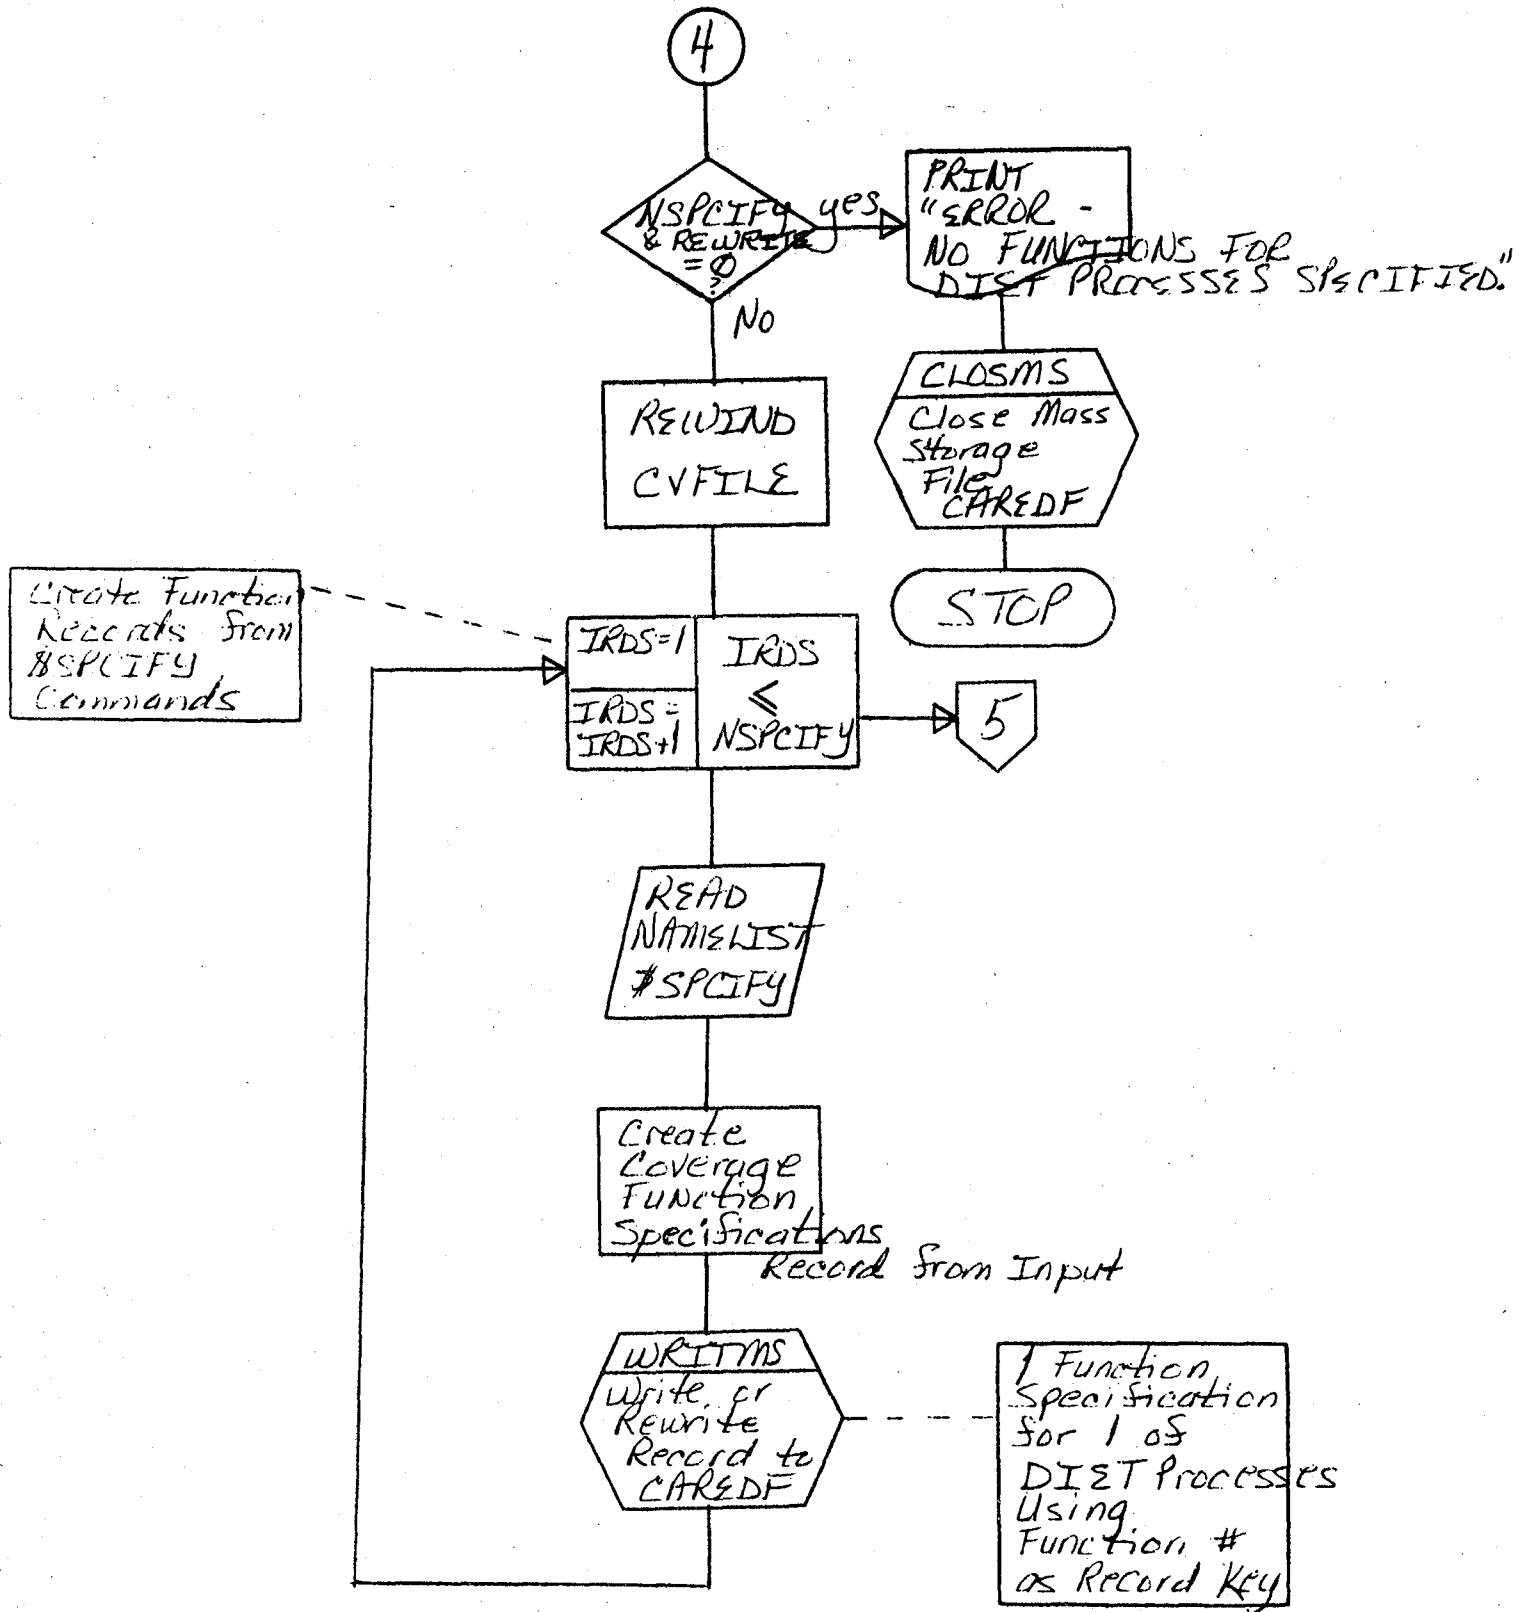 4
NSPCIFY
& REWRITE
= Ø
?
yes
PRINT
"ERROR -
NO FUNCTIONS FOR
DIET PROCESSES SPECIFIED."
No
CLOSMS
Close Mass
Storage
File
CAREDF
STOP
REWIND
CVFILE
Create Function
Records from
$SPCIFY
Commands
IRDS=1
IRDS=
IRDS+1
IRDS
≤
NSPCIFY
5
READ
NAMELIST
$SPCIFY
Create
Coverage
Function
Specifications
Record from Input
WRITMS
Write or
Rewrite
Record to
CAREDF
1 Function
Specification
for 1 of
DIET Processes
Using
Function #
as Record Key